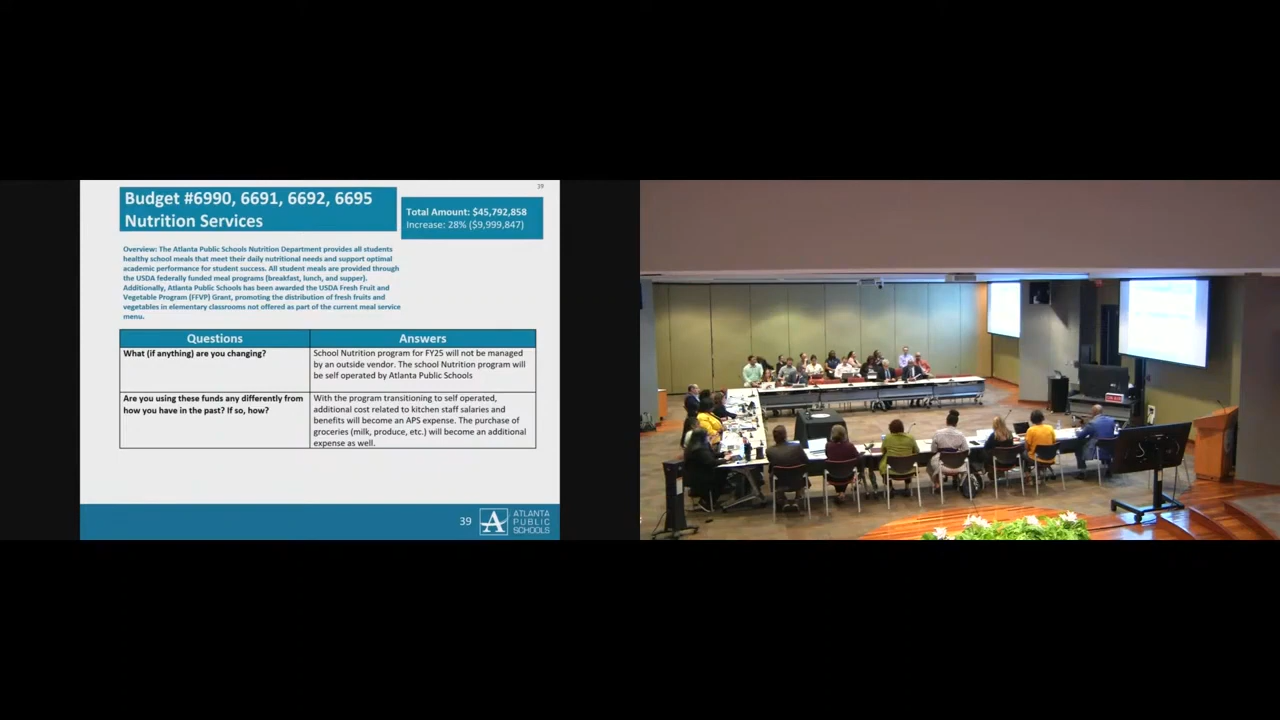 39
Budget #6990, 6691, 6692, 6695
Nutrition Services
Total Amount: $45,792,858
Increase: 28% ($9,999,847)
Overview: The Atlanta Public Schools Nutrition Department provides all students
healthy school meals that meet their daily nutritional needs and support optimal
academic performance for student success. All student meals are provided through
the USDA federally funded meal programs (breakfast, lunch, and supper).
Additionally, Atlanta Public Schools has been awarded the USDA Fresh Fruit and
Vegetable Program (FFVP) Grant, promoting the distribution of fresh fruits and
vegetables in elementary classrooms not offered as part of the current meal service
menu.
Questions
Answers
What (if anything) are you changing?
School Nutrition program for FY25 will not be managed
by an outside vendor. The school Nutrition program will
be self operated by Atlanta Public Schools
Are you using these funds any differently from
how you have in the past? If so, how?
With the program transitioning to self operated,
additional cost related to kitchen staff salaries and
benefits will become an APS expense. The purchase of
groceries (milk, produce, etc.) will become an additional
expense as well.
39
A
ATLANTA
PUBLIC
SCHOOLS